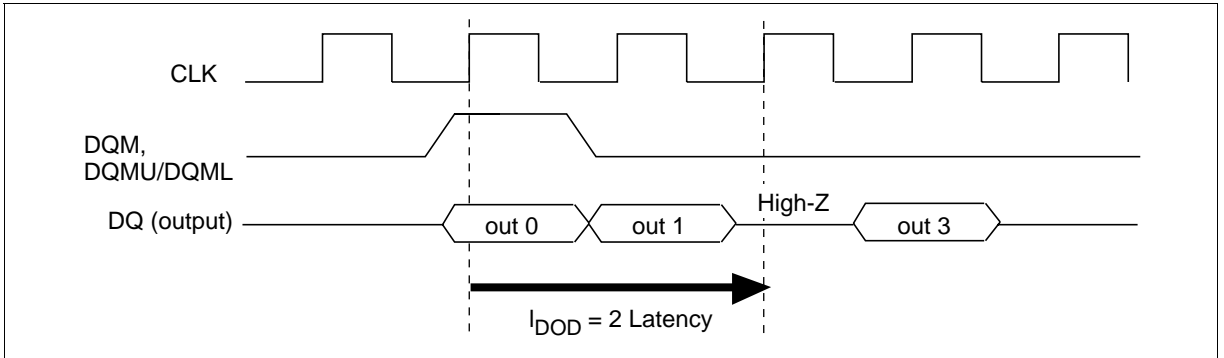 CLK
DQM,
DQMU/DQML
DQ (output)
out 0
out 1
High-Z
out 3
lDOD = 2 Latency